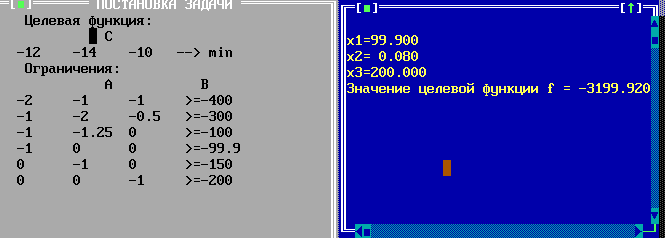 ПОСТАНОВКА ЗАДАЧИ
Целевая функция:
C
-12 -14 -10 --> min
Ограничения:
A B
-2 -1 -1 >=-400
-1 -2 -0.5 >=-300
-1 -1.25 0 >=-100
-1 0 0 >=-99.9
0 -1 0 >=-150
0 0 -1 >=-200
x1=99.900
x2= 0.080
x3=200.000
Значение целевой функции f = -3199.920